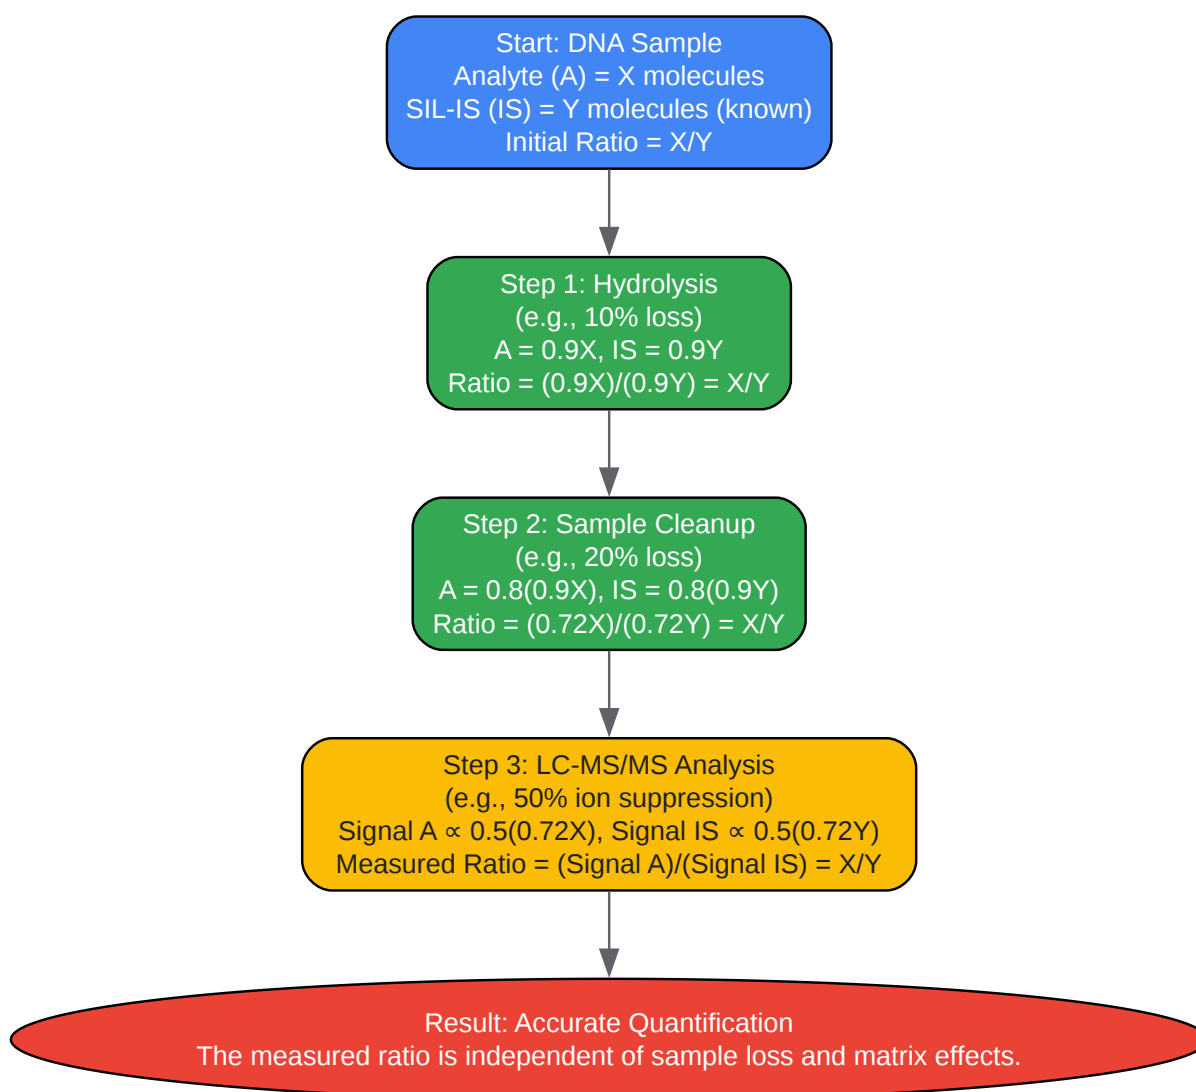 Start: DNA Sample
Analyte (A) = X molecules
SIL-IS (IS) = Y molecules (known)
Initial Ratio = X/Y
Step 1: Hydrolysis
(e.g., 10% loss)
A = 0.9X, IS = 0.9Y
Ratio = (0.9X)/(0.9Y) = X/Y
Step 2: Sample Cleanup
(e.g., 20% loss)
A = 0.8(0.9X), IS = 0.8(0.9Y)
Ratio = (0.72X)/(0.72Y) = X/Y
Step 3: LC-MS/MS Analysis
(e.g., 50% ion suppression)
Signal A ∝ 0.5(0.72X), Signal IS ∝ 0.5(0.72Y)
Measured Ratio = (Signal A)/(Signal IS) = X/Y
Result: Accurate Quantification
The measured ratio is independent of sample loss and matrix effects.